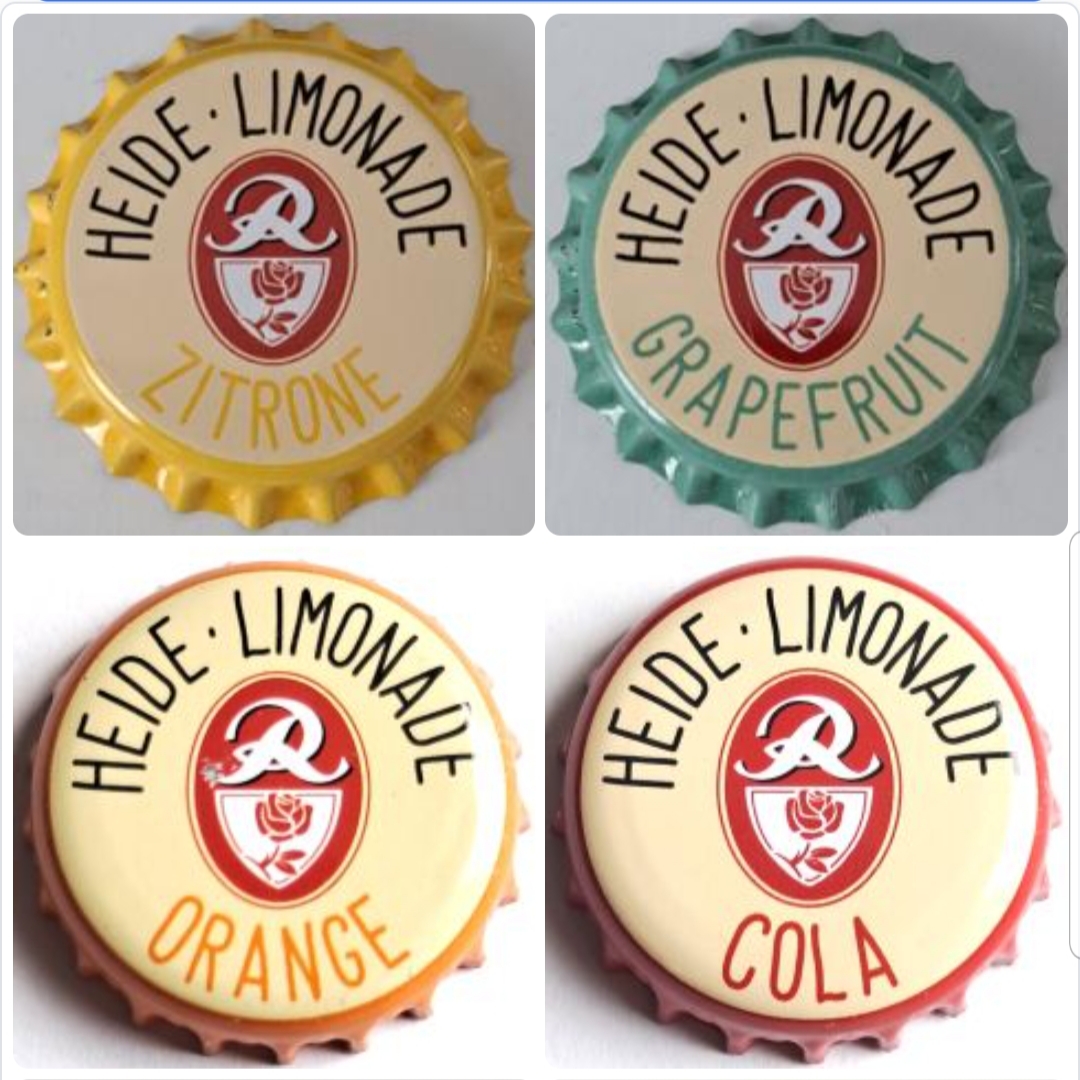 HEIDE · LIMONADE
R
ZITRONE
HEIDE · LIMONADE
R
GRAPEFRUIT
HEIDE · LIMONADE
R
ORANGE
HEIDE · LIMONADE
R
COLA